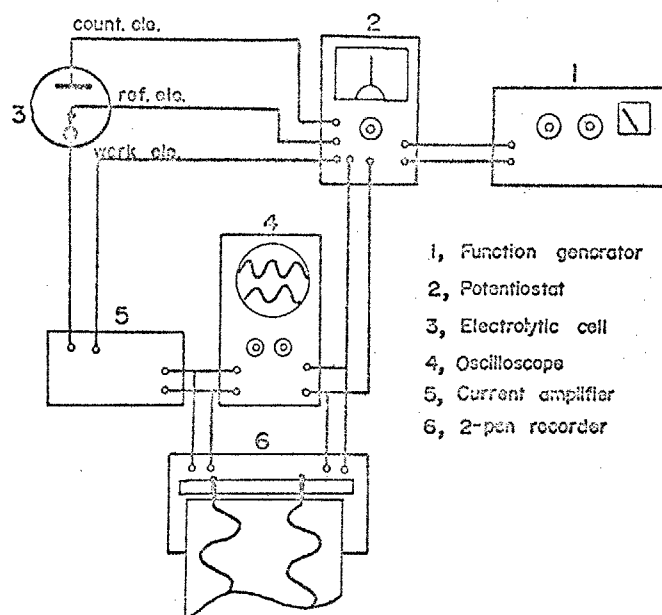 count. ele.
2
1
3
ref. ele.
work. ele.
4
5
6
1, Function generator
2, Potentiostat
3, Electrolytic cell
4, Oscilloscope
5, Current amplifier
6, 2-pen recorder